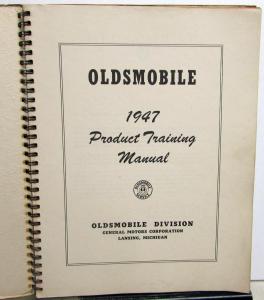 OLDSMOBILE
1947
Product Training
Manual
OLDSMOBILE DIVISION
GENERAL MOTORS CORPORATION
LANSING, MICHIGAN